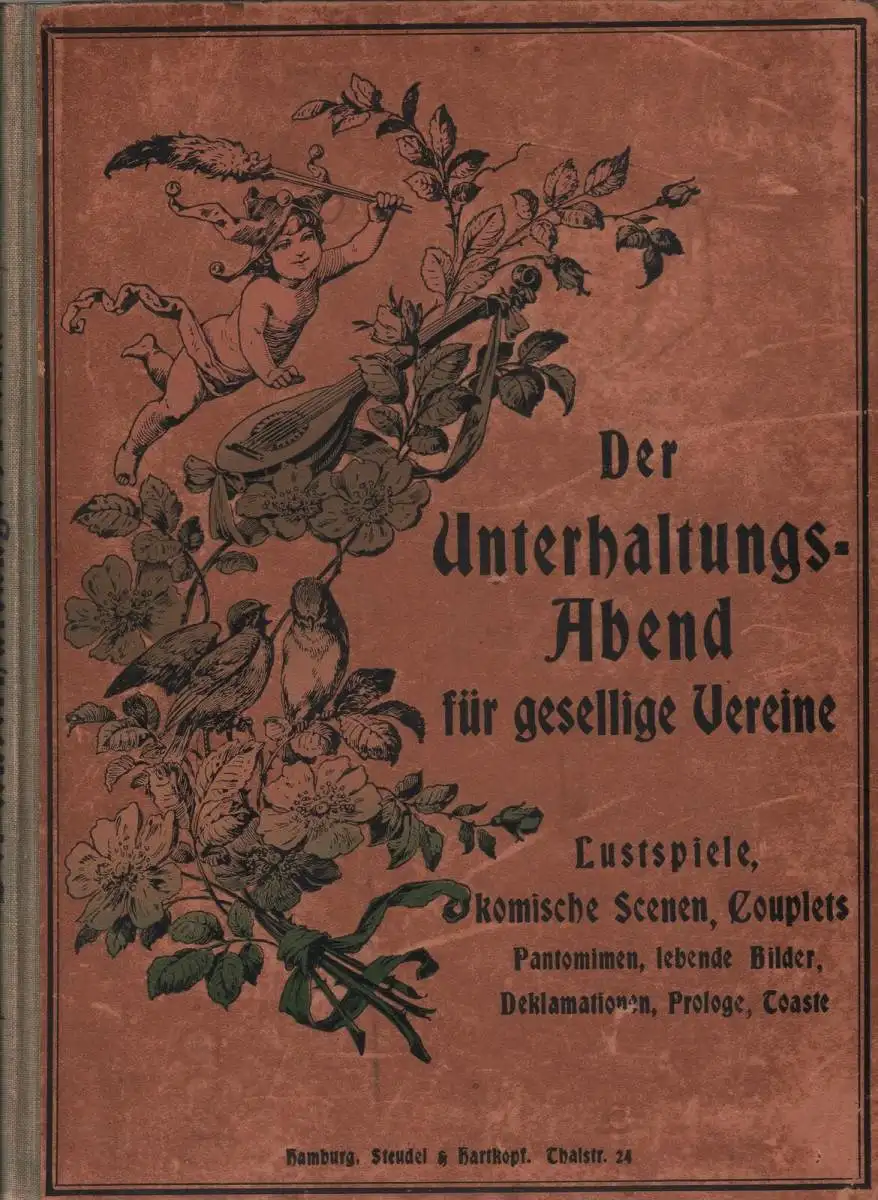 Der
Unterhaltungs-
Abend
für gesellige Vereine
Lustspiele,
komische Scenen, Couplets
Pantomimen, lebende Bilder,
Deklamationen, Prologe, Toaste
Hamburg, Steudel & Hartkopf. Thalstr. 24